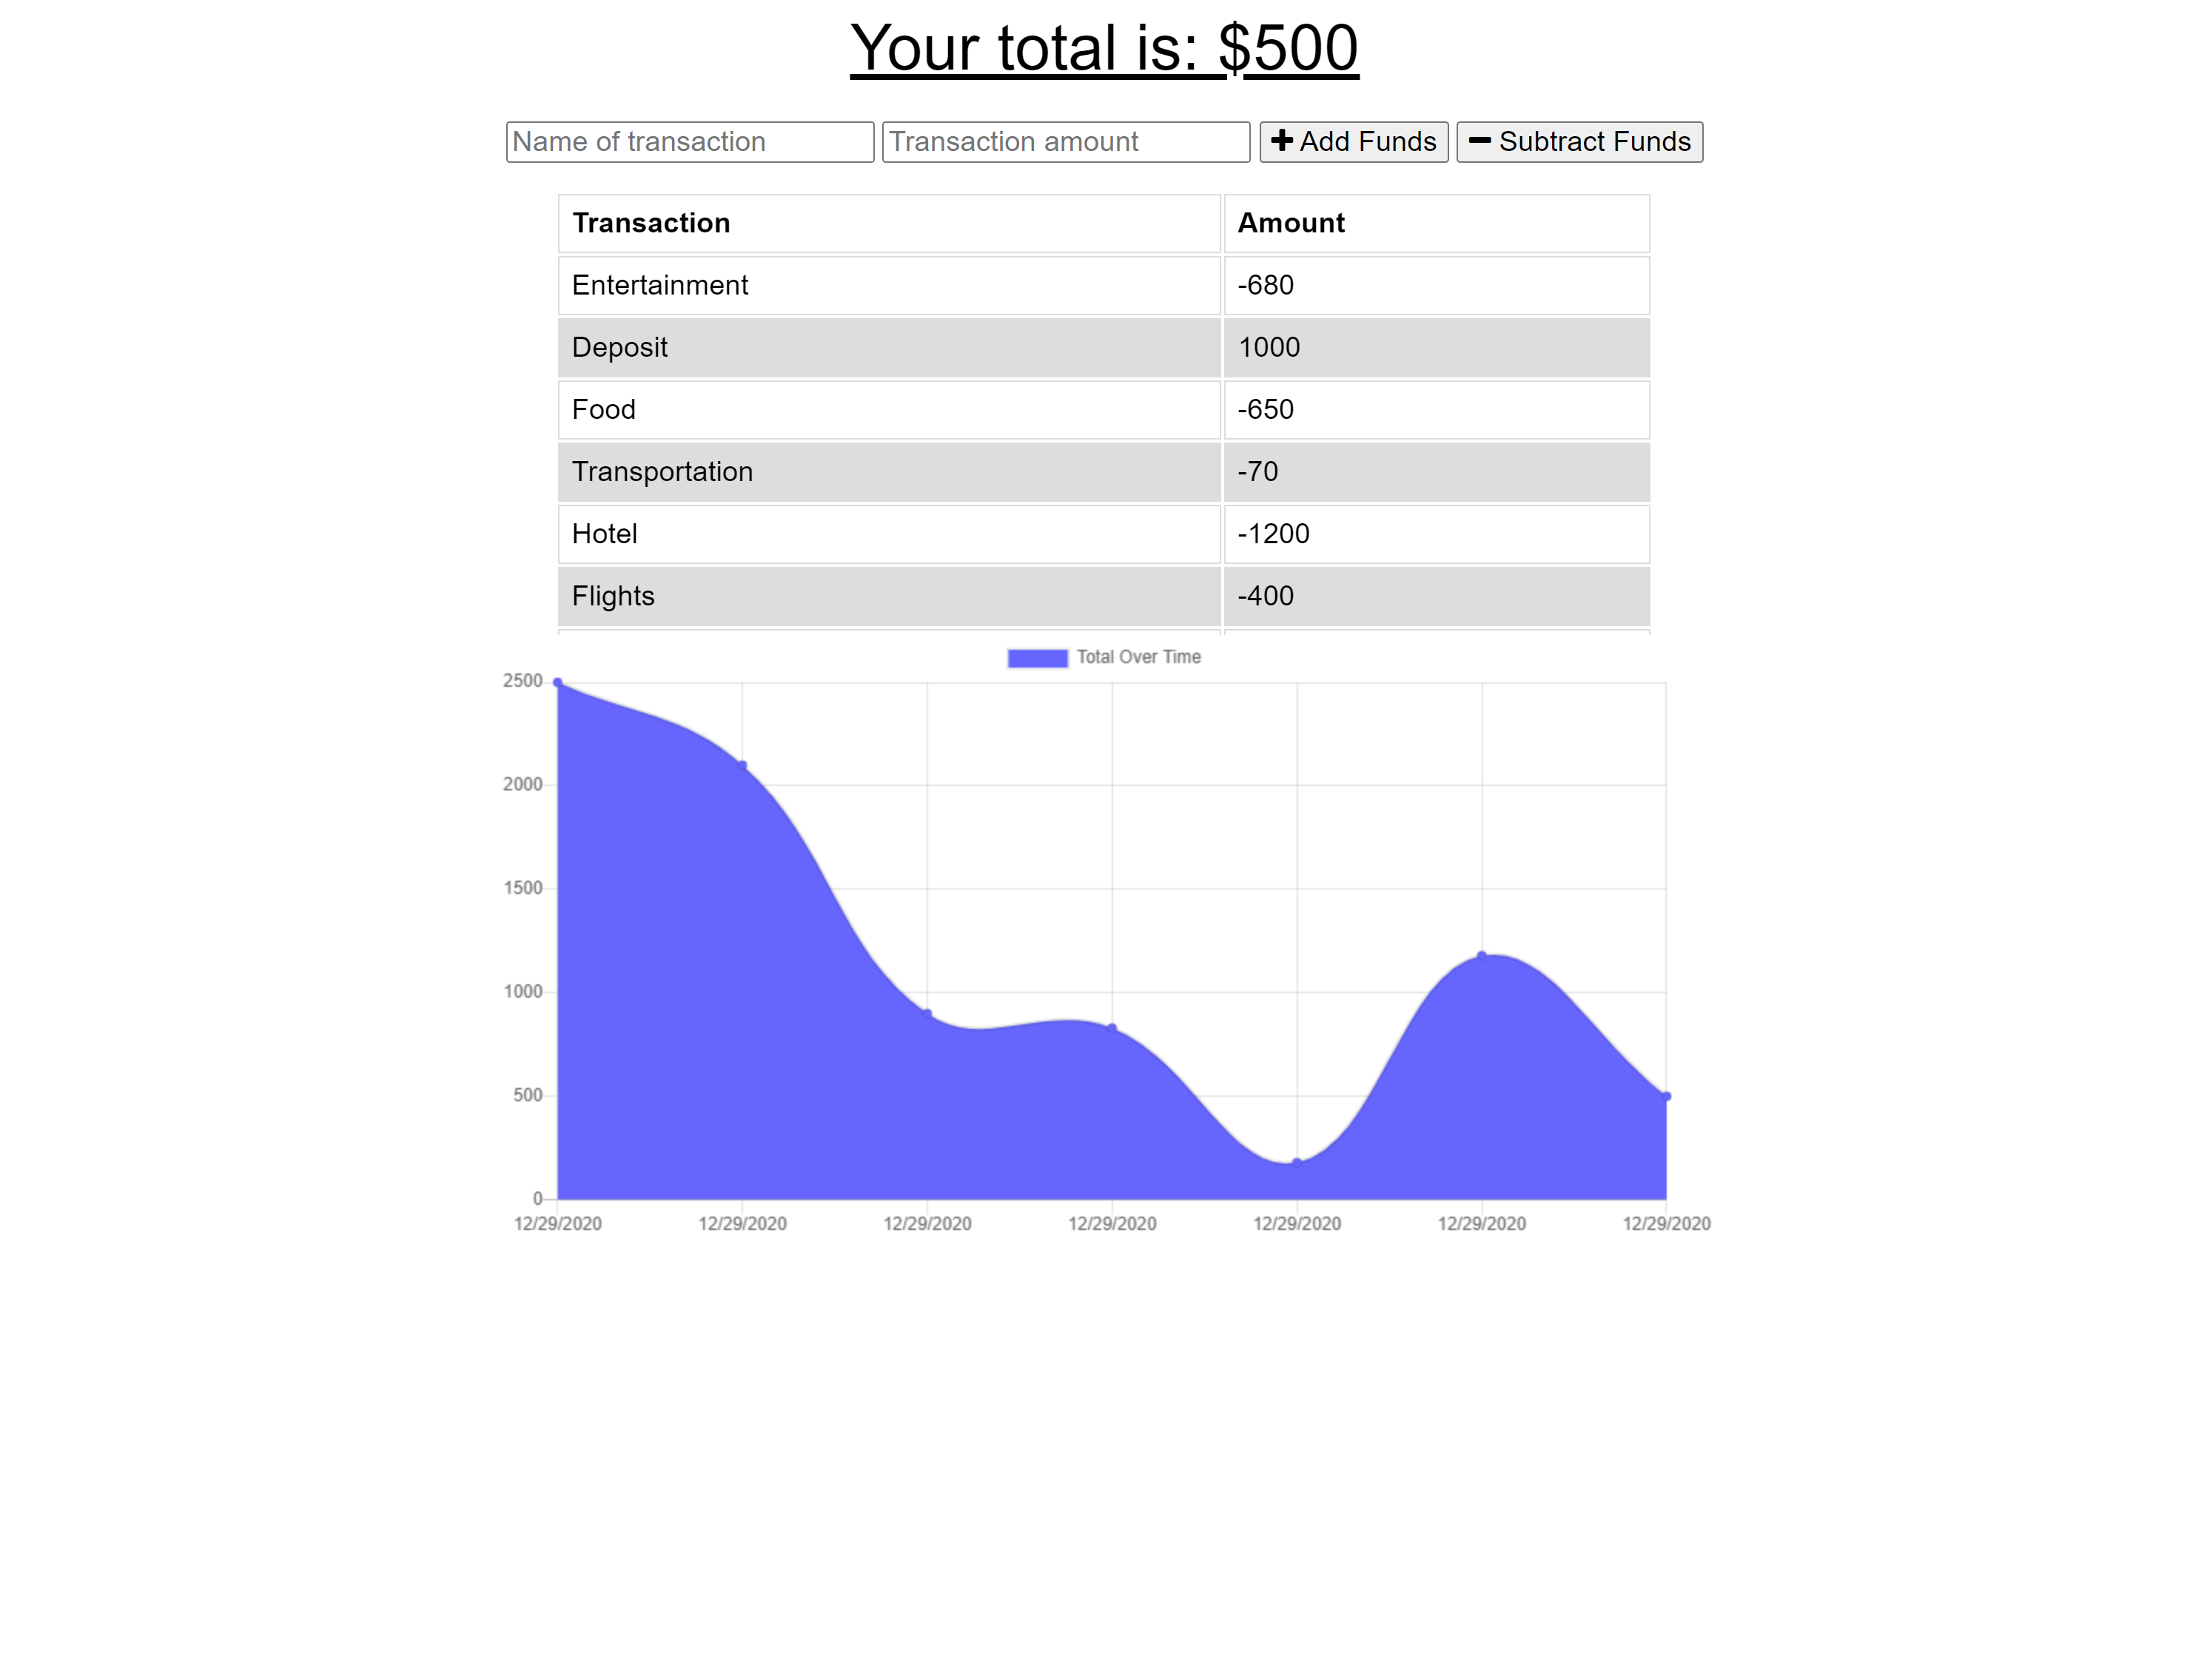 Your total is: $500
Name of transaction Transaction amount Add Funds Subtract Funds
Transaction Amount
Entertainment -680
Deposit 1000
Food -650
Transportation -70
Hotel -1200
Flights -400
Total Over Time
2500
2000
1500
1000
500
0
12/29/2020 12/29/2020 12/29/2020 12/29/2020 12/29/2020 12/29/2020 12/29/2020